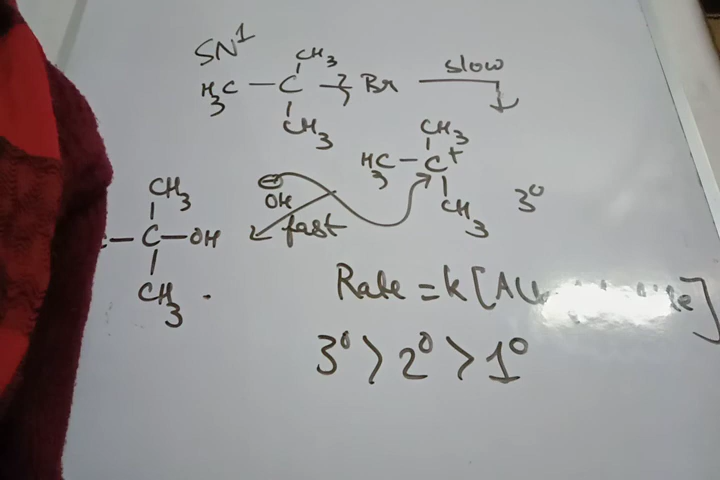 SN1
CH3
H3C — C — Br slow
CH3
CH3
H3C — C+
CH3 3°
CH3
⊖
OH
— C — OH fast
CH3
Rate = k [
3° > 2° > 1°